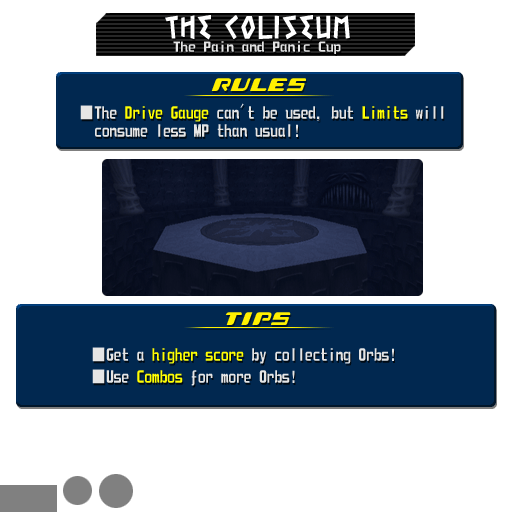 THE COLISEUM
The Pain and Panic Cup
RULES
■The Drive Gauge can't be used, but Limits will
consume less MP than usual!
TIPS
■Get a higher score by collecting Orbs!
■Use Combos for more Orbs!